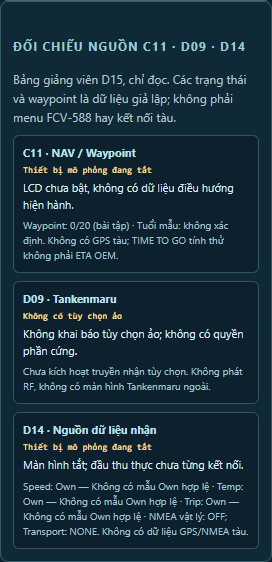 ĐỐI CHIẾU NGUỒN C11 · D09 · D14
Bảng giảng viên D15, chỉ đọc. Các trạng thái
và waypoint là dữ liệu giả lập; không phải
menu FCV-588 hay kết nối tàu.
C11 · NAV / Waypoint
Thiết bị mô phỏng đang tắt
LCD chưa bật, không có dữ liệu điều hướng
hiện hành.
Waypoint: 0/20 (bài tập) · Tuổi mẫu: không xác
định. Không có GPS tàu; TIME TO GO tính thử
không phải ETA OEM.
D09 · Tankenmaru
Không có tùy chọn ảo
Không khai báo tùy chọn ảo; không có quyền
phần cứng.
Chưa kích hoạt truyền nhận tùy chọn. Không phát
RF, không có màn hình Tankenmaru ngoài.
D14 · Nguồn dữ liệu nhận
Thiết bị mô phỏng đang tắt
Màn hình tắt; đầu thu thực chưa từng kết nối.
Speed: Own — Không có mẫu Own hợp lệ · Temp:
Own — Không có mẫu Own hợp lệ · Trip: Own —
Không có mẫu Own hợp lệ · NMEA vật lý: OFF;
Transport: NONE. Không có dữ liệu GPS/NMEA tàu.